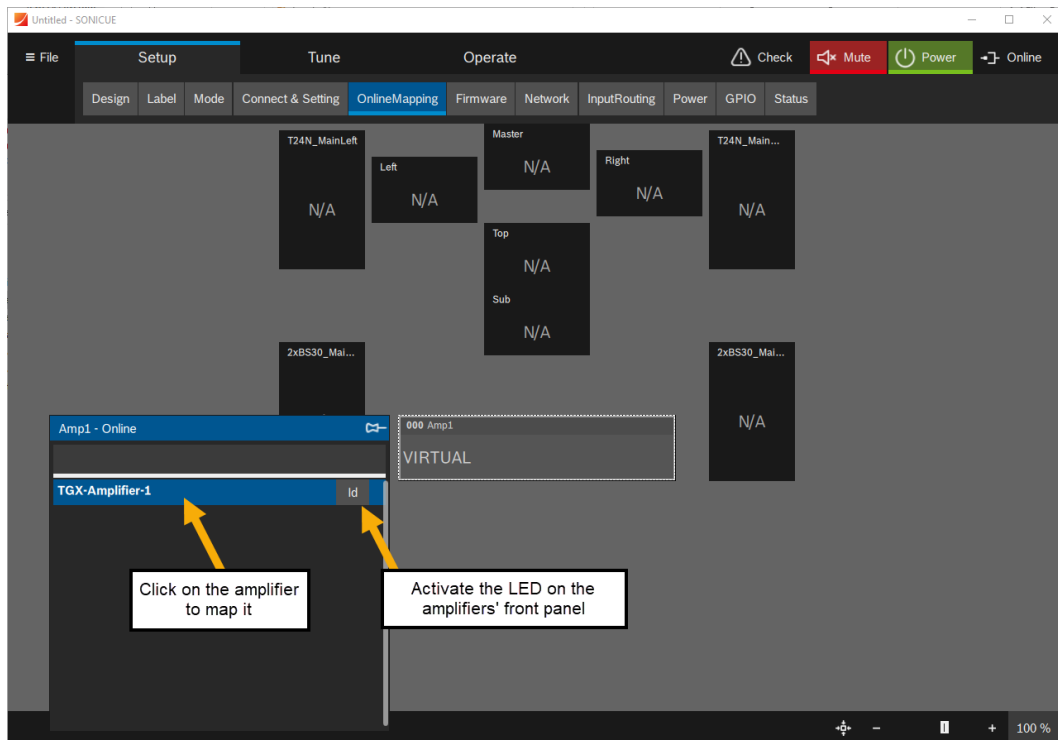 Untitled - SONICUE
≡ File Setup Tune Operate Check Mute Power Online
Design Label Mode Connect & Setting OnlineMapping Firmware Network InputRouting Power GPIO Status
T24N_MainLeft
N/A
Left
N/A
Master
N/A
Right
N/A
T24N_Main...
N/A
Top
N/A
Sub
N/A
2xBS30_Mai...
2xBS30_Mai...
N/A
Amp1 - Online
000 Amp1
VIRTUAL
TGX-Amplifier-1 Id
Click on the amplifier
to map it
Activate the LED on the
amplifiers' front panel
− + 100 %